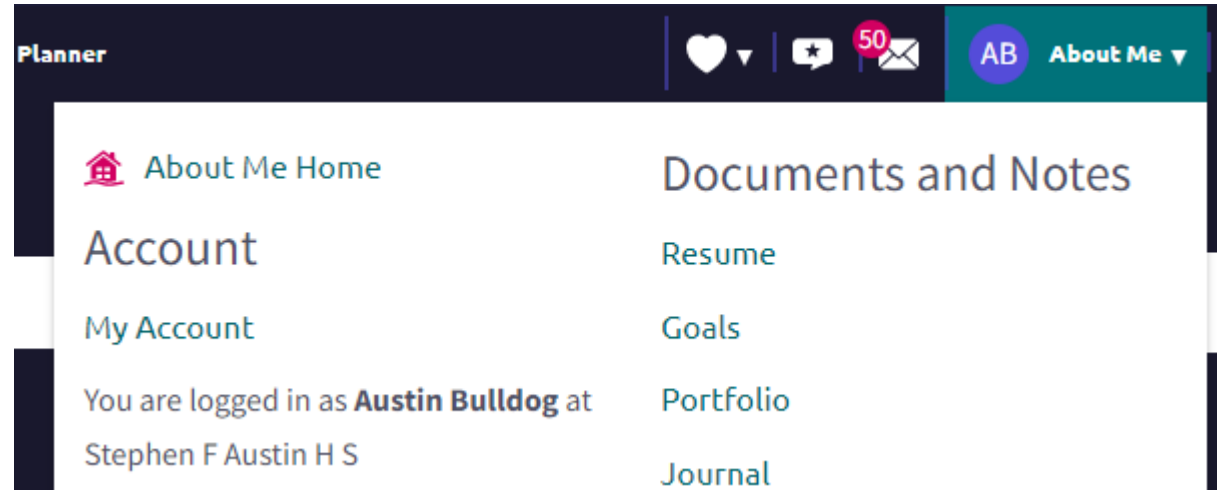 Planner
50
AB About Me
About Me Home
Account
My Account
You are logged in as Austin Bulldog at
Stephen F Austin H S
Documents and Notes
Resume
Goals
Portfolio
Journal